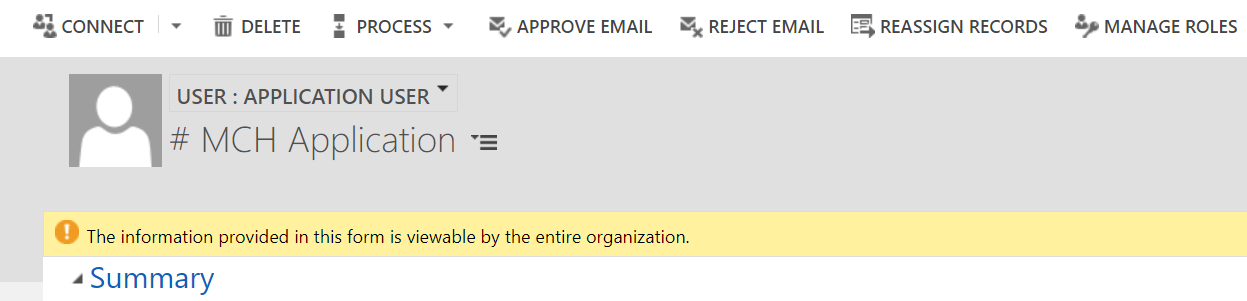 CONNECT DELETE PROCESS APPROVE EMAIL REJECT EMAIL REASSIGN RECORDS MANAGE ROLES
USER : APPLICATION USER
# MCH Application
The information provided in this form is viewable by the entire organization.
Summary